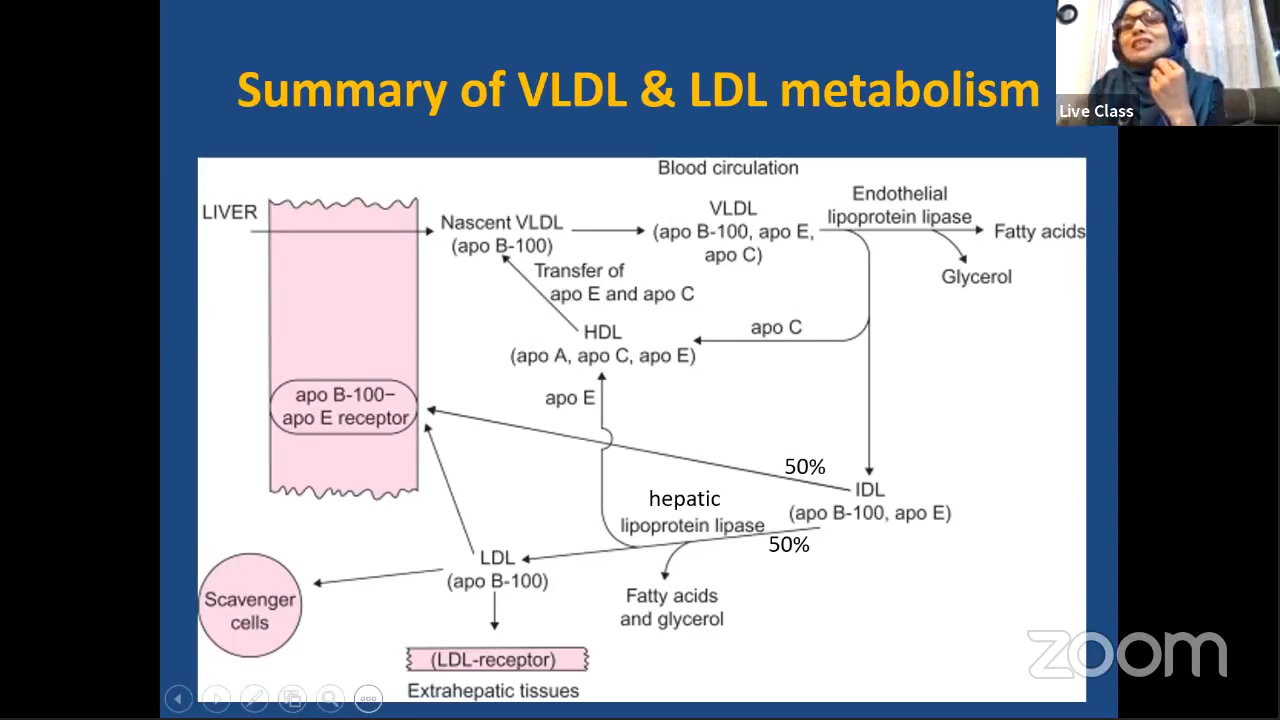 Summary of VLDL & LDL metabolism
Live Class
Blood circulation
LIVER
Nascent VLDL
(apo B-100)
VLDL
(apo B-100, apo E,
apo C)
Endothelial
lipoprotein lipase
Fatty acids
Glycerol
Transfer of
apo E and apo C
HDL
(apo A, apo C, apo E)
apo C
apo B-100–
apo E receptor
apo E
50%
IDL
(apo B-100, apo E)
hepatic
lipoprotein lipase
50%
LDL
(apo B-100)
Fatty acids
and glycerol
Scavenger
cells
(LDL-receptor)
Extrahepatic tissues
zoom